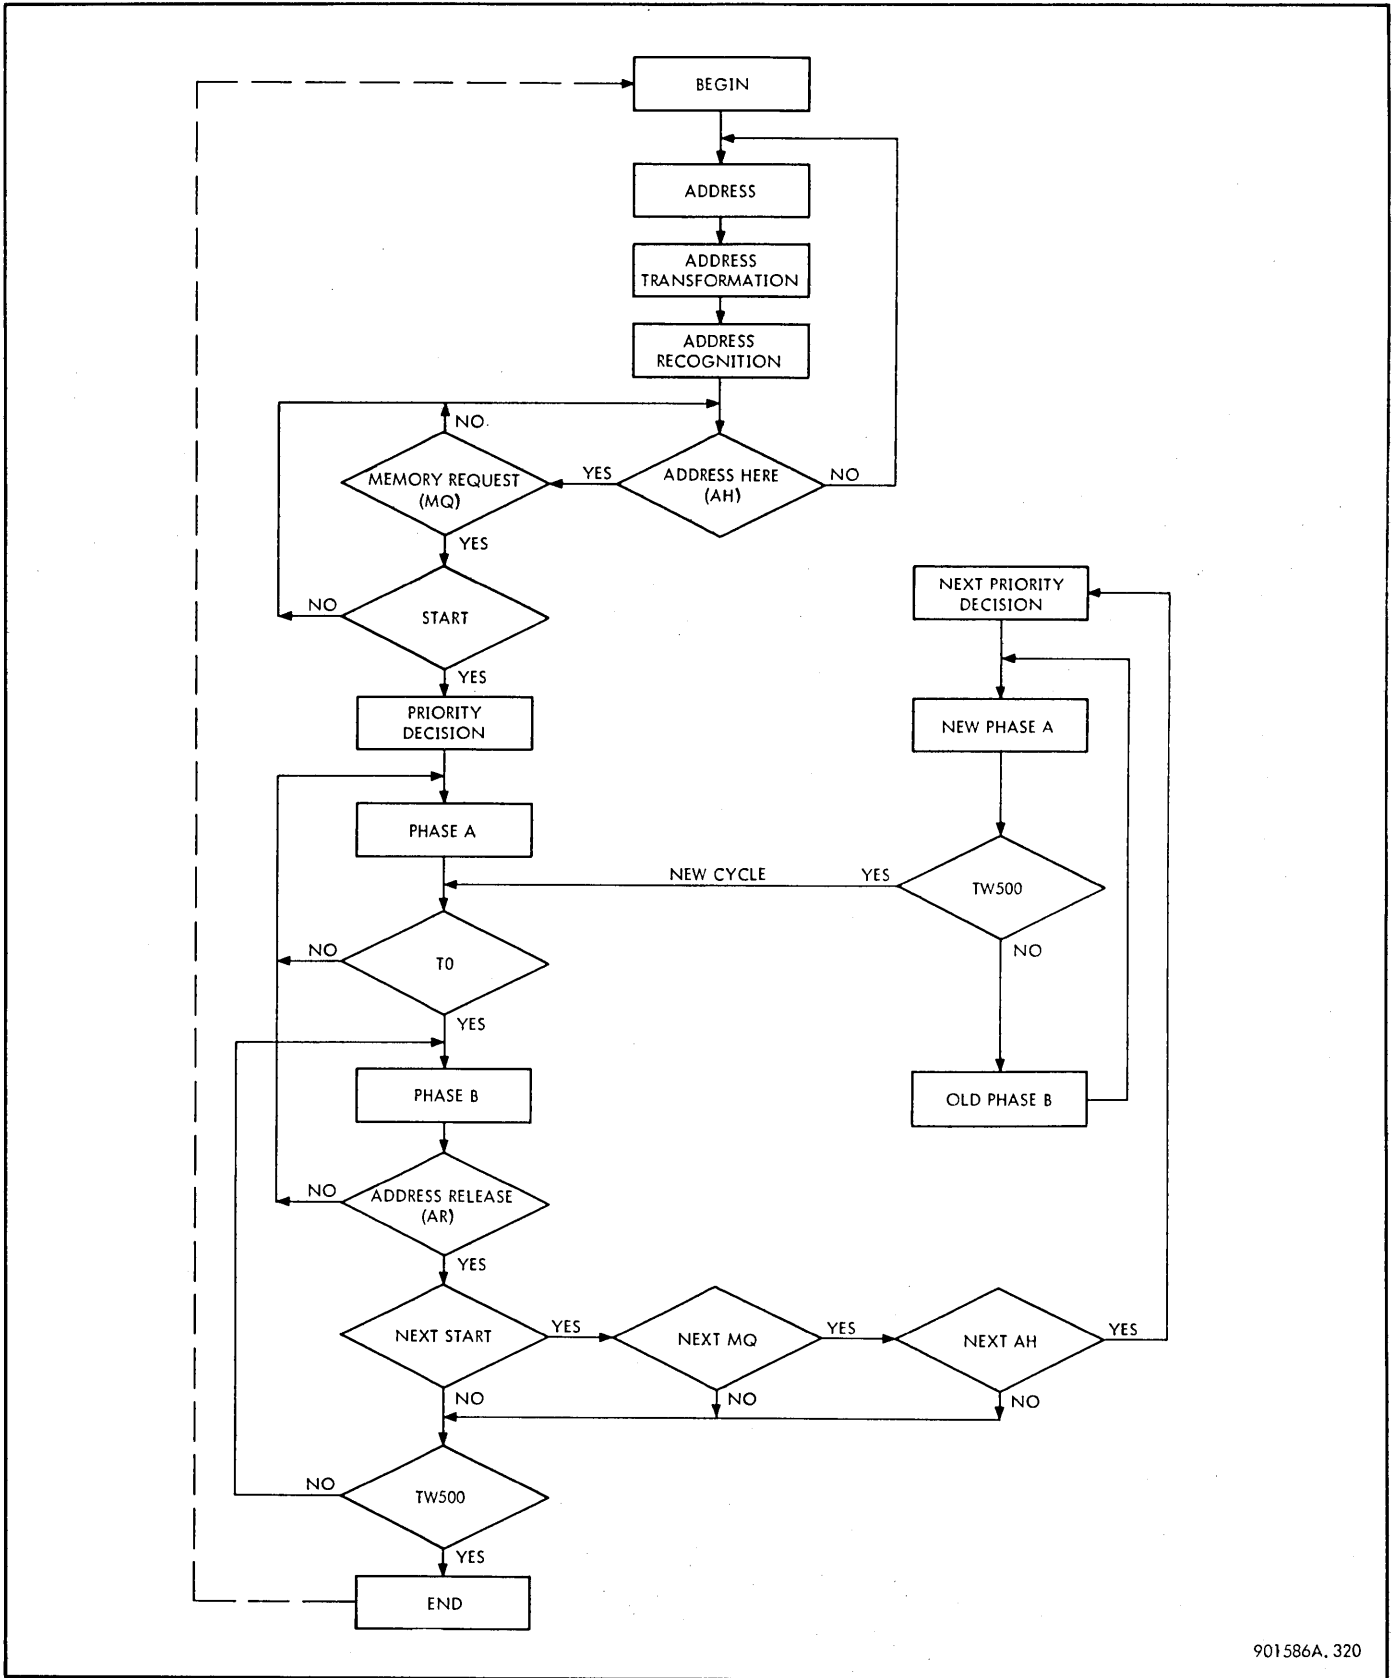 BEGIN
ADDRESS
ADDRESS
TRANSFORMATION
ADDRESS
RECOGNITION
NO.
MEMORY REQUEST
(MQ)
YES
ADDRESS HERE
(AH)
NO
YES
NO
START
YES
NEXT PRIORITY
DECISION
PRIORITY
DECISION
NEW PHASE A
PHASE A
NEW CYCLE
YES
TW500
NO
T0
NO
YES
PHASE B
OLD PHASE B
NO
ADDRESS RELEASE
(AR)
YES
NEXT START
YES
NEXT MQ
YES
NEXT AH
YES
NO
NO
NO
NO
TW500
YES
END
901586A. 320